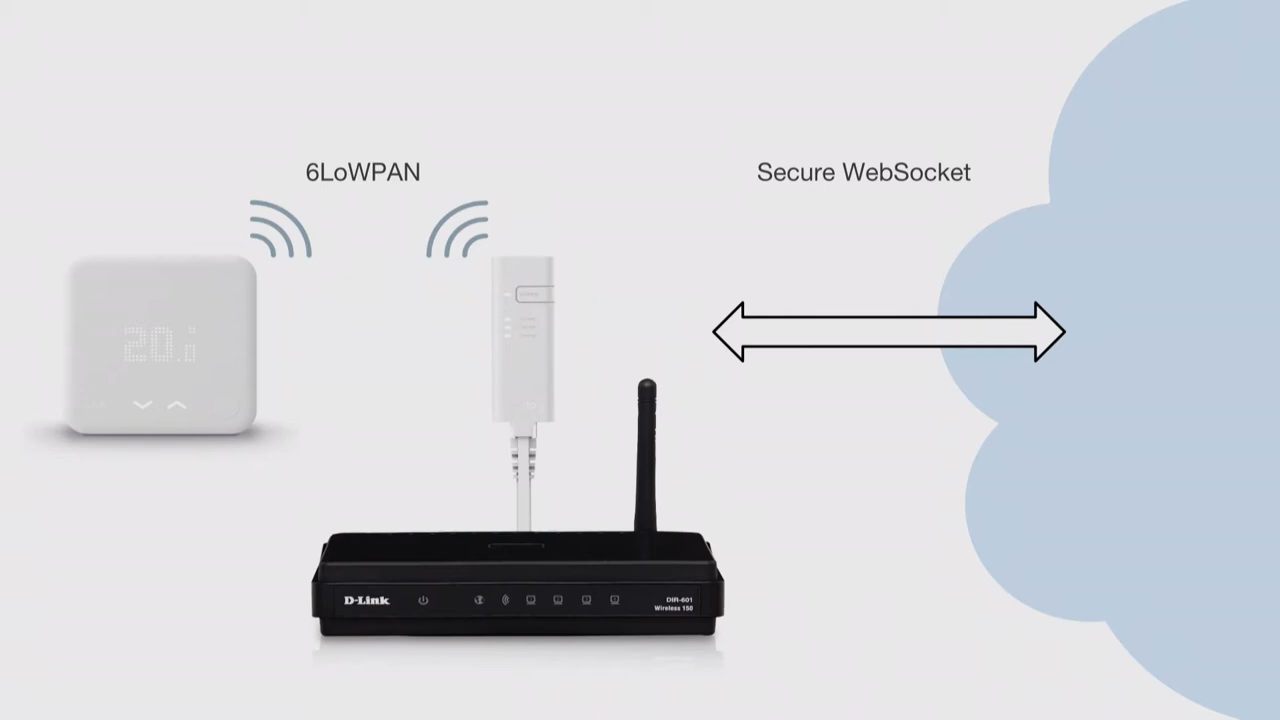 6LoWPAN
Secure WebSocket
20.
D-Link
DIR-601
Wireless 150